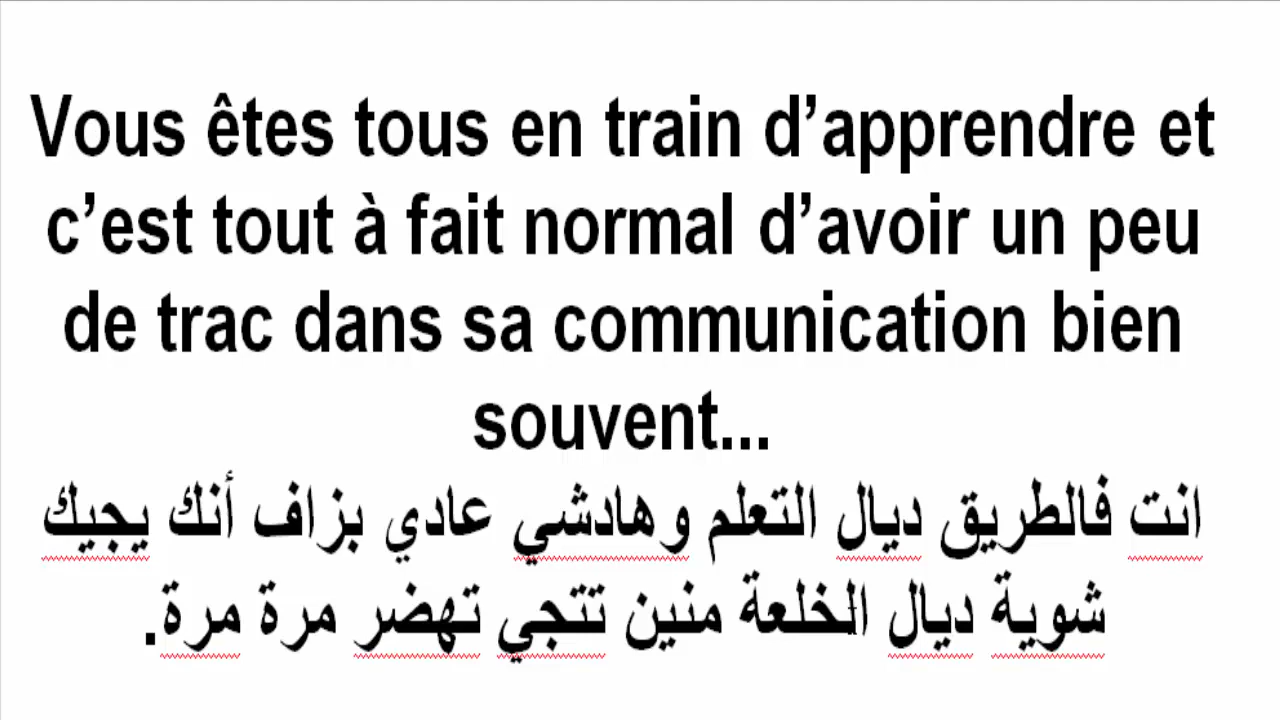 Vous êtes tous en train d’apprendre et
c’est tout à fait normal d’avoir un peu
de trac dans sa communication bien
souvent...
انت فالطريق ديال التعلم وهادشي عادي بزاف أنك يجيك
شوية ديال الخلعة منين تتجي تهضر مرة مرة.